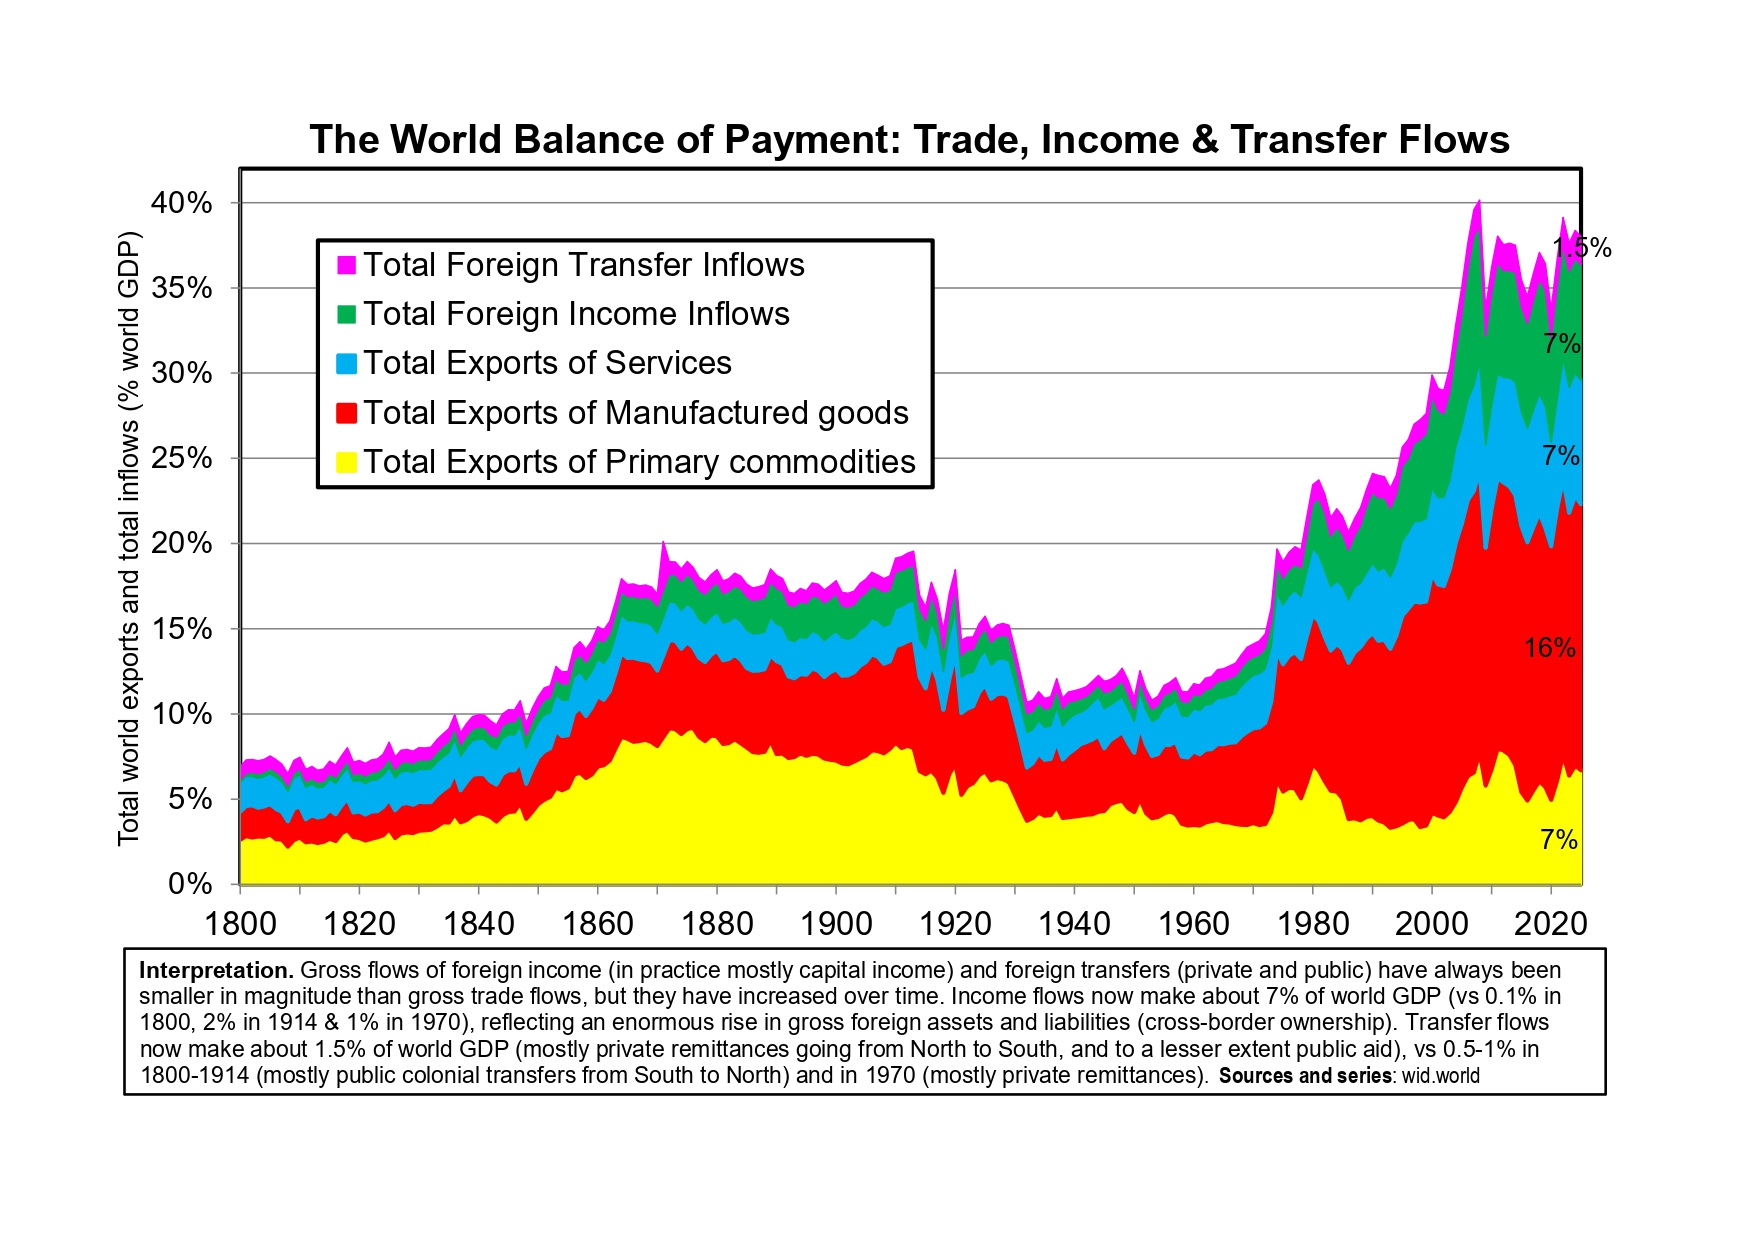 The World Balance of Payment: Trade, Income & Transfer Flows
Total world exports and total inflows (% world GDP)
40%
35%
30%
25%
20%
15%
10%
5%
0%
Total Foreign Transfer Inflows
Total Foreign Income Inflows
Total Exports of Services
Total Exports of Manufactured goods
Total Exports of Primary commodities
1.5%
7%
7%
16%
7%
1800 1820 1840 1860 1880 1900 1920 1940 1960 1980 2000 2020
Interpretation. Gross flows of foreign income (in practice mostly capital income) and foreign transfers (private and public) have always been
smaller in magnitude than gross trade flows, but they have increased over time. Income flows now make about 7% of world GDP (vs 0.1% in
1800, 2% in 1914 & 1% in 1970), reflecting an enormous rise in gross foreign assets and liabilities (cross-border ownership). Transfer flows
now make about 1.5% of world GDP (mostly private remittances going from North to South, and to a lesser extent public aid), vs 0.5-1% in
1800-1914 (mostly public colonial transfers from South to North) and in 1970 (mostly private remittances). Sources and series: wid.world